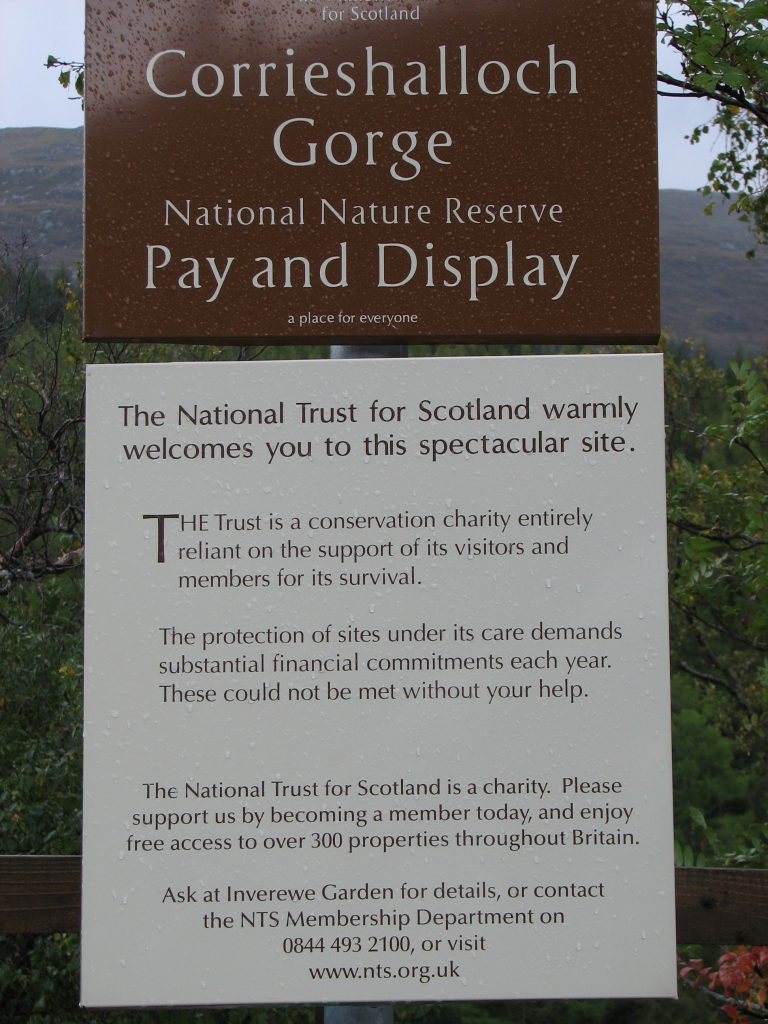 for Scotland
Corrieshalloch
Gorge
National Nature Reserve
Pay and Display
a place for everyone
The National Trust for Scotland warmly
welcomes you to this spectacular site.
THE Trust is a conservation charity entirely
reliant on the support of its visitors and
members for its survival.
The protection of sites under its care demands
substantial financial commitments each year.
These could not be met without your help.
The National Trust for Scotland is a charity. Please
support us by becoming a member today, and enjoy
free access to over 300 properties throughout Britain.
Ask at Inverewe Garden for details, or contact
the NTS Membership Department on
0844 493 2100, or visit
www.nts.org.uk